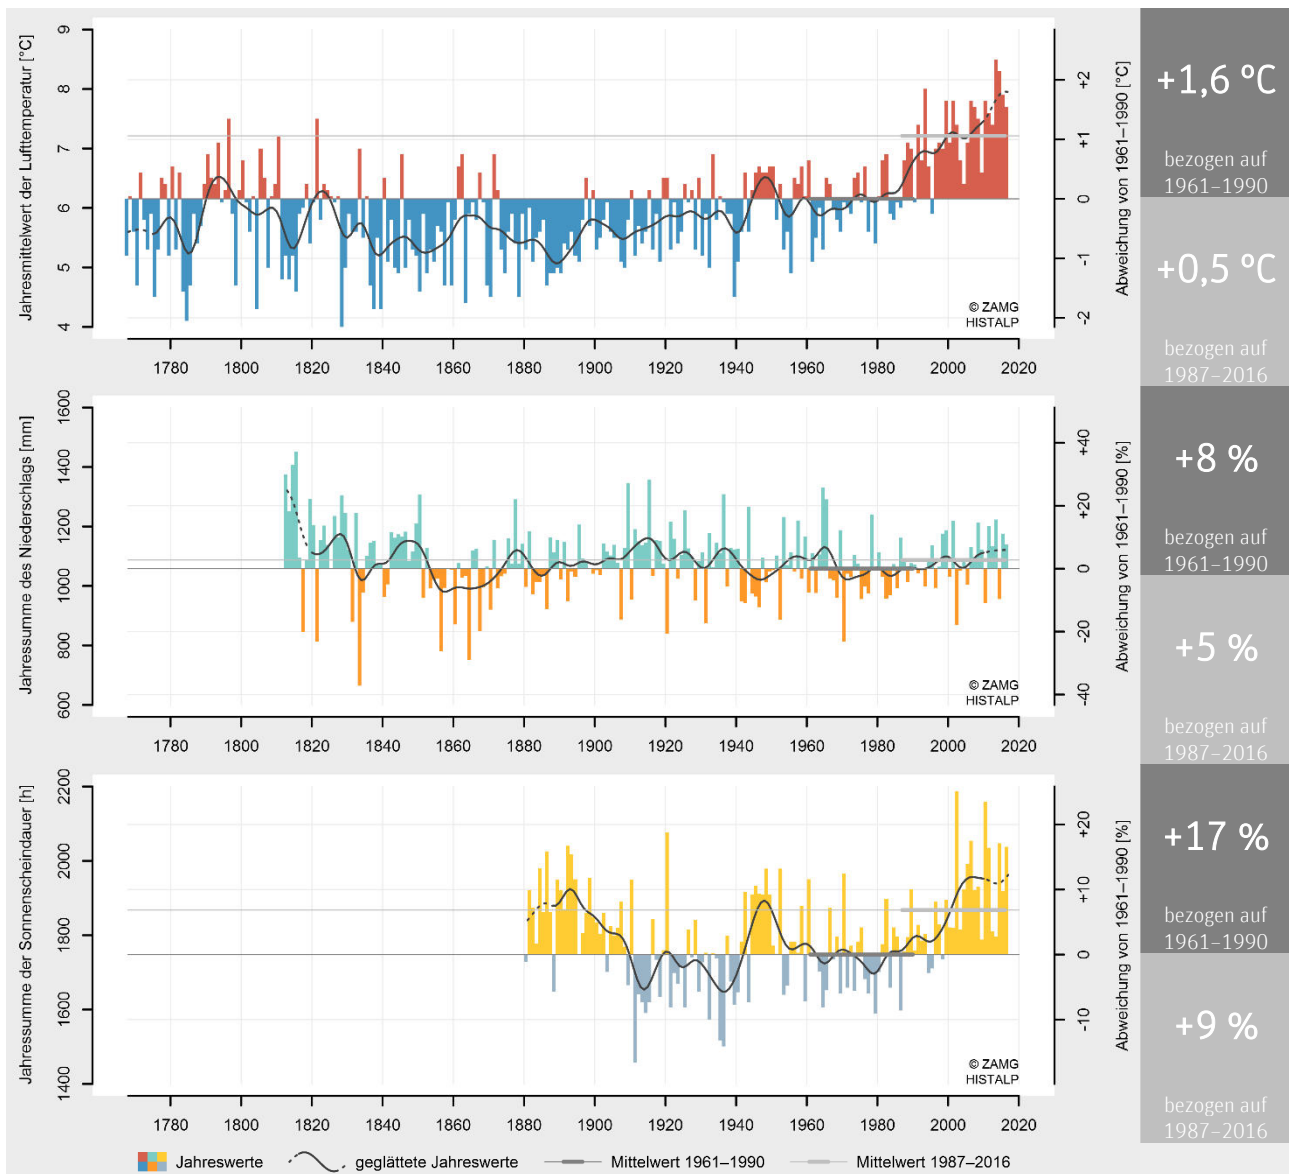 Jahresmittelwert der Lufttemperatur [°C]
9
8
7
6
5
4
+2
+1
0
-1
-2
Abweichung von 1961–1990 [°C]
© ZAMG
HISTALP
1780 1800 1820 1840 1860 1880 1900 1920 1940 1960 1980 2000 2020
+1,6 °C
bezogen auf
1961–1990
+0,5 °C
bezogen auf
1987–2016
Jahressumme des Niederschlags [mm]
1600
1400
1200
1000
800
600
+40
+20
0
-20
-40
Abweichung von 1961–1990 [%]
© ZAMG
HISTALP
1780 1800 1820 1840 1860 1880 1900 1920 1940 1960 1980 2000 2020
+8 %
bezogen auf
1961–1990
+5 %
bezogen auf
1987–2016
Jahressumme der Sonnenscheindauer [h]
2200
2000
1800
1600
1400
+20
+10
0
-10
Abweichung von 1961–1990 [%]
© ZAMG
HISTALP
1780 1800 1820 1840 1860 1880 1900 1920 1940 1960 1980 2000 2020
+17 %
bezogen auf
1961–1990
+9 %
bezogen auf
1987–2016
Jahreswerte geglättete Jahreswerte Mittelwert 1961–1990 Mittelwert 1987–2016